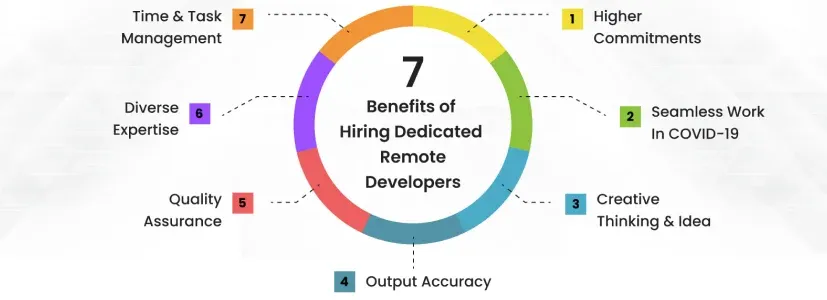 7
Benefits of
Hiring Dedicated
Remote
Developers
1
Higher
Commitments
2
Seamless Work
In COVID-19
3
Creative
Thinking & Idea
4
Output Accuracy
5
Quality
Assurance
6
Diverse
Expertise
7
Time & Task
Management